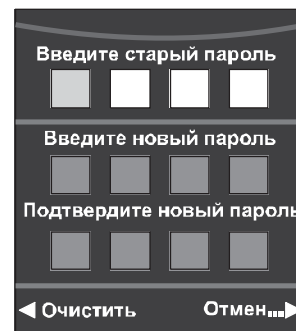 Введите старый пароль
Введите новый пароль
Подтвердите новый пароль
◀ Очистить Отмен...▶